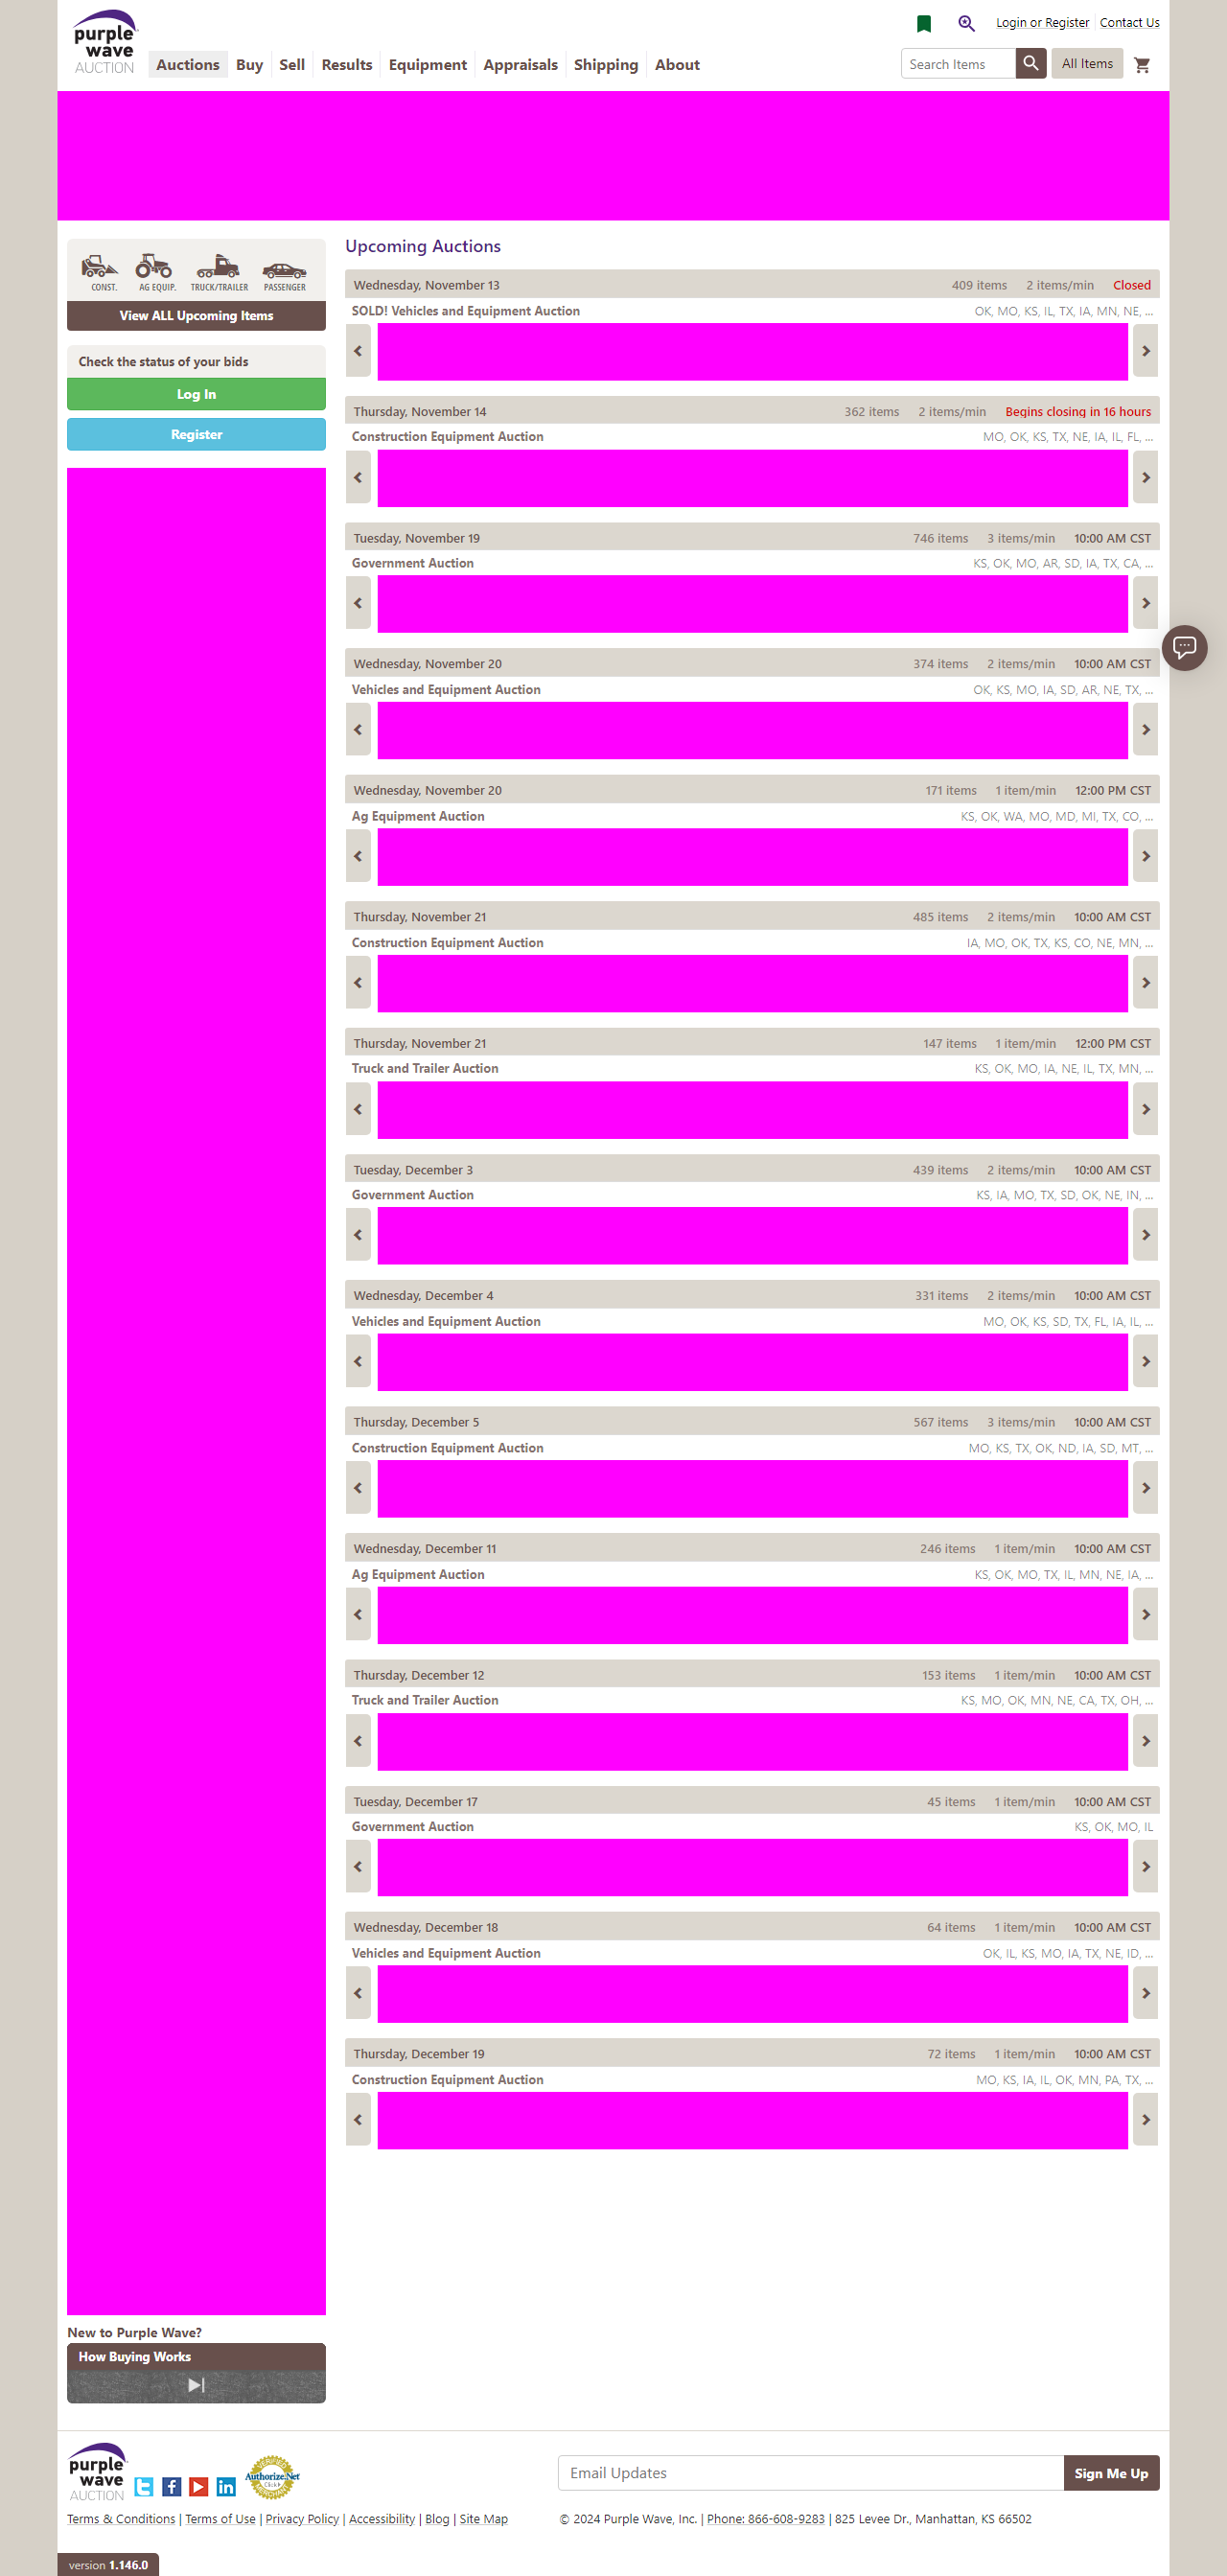 purple
wave
AUCTION
Login or Register Contact Us
Auctions Buy Sell Results Equipment Appraisals Shipping About
Search Items All Items
CONST. AG EQUIP. TRUCK/TRAILER PASSENGER
View ALL Upcoming Items
Check the status of your bids
Log In
Register
Upcoming Auctions
Wednesday, November 13 409 items 2 items/min Closed
SOLD! Vehicles and Equipment Auction OK, MO, KS, IL, TX, IA, MN, NE, ...
Thursday, November 14 362 items 2 items/min Begins closing in 16 hours
Construction Equipment Auction MO, OK, KS, TX, NE, IA, IL, FL, ...
Tuesday, November 19 746 items 3 items/min 10:00 AM CST
Government Auction KS, OK, MO, AR, SD, IA, TX, CA, ...
Wednesday, November 20 374 items 2 items/min 10:00 AM CST
Vehicles and Equipment Auction OK, KS, MO, IA, SD, AR, NE, TX, ...
Wednesday, November 20 171 items 1 item/min 12:00 PM CST
Ag Equipment Auction KS, OK, WA, MO, MD, MI, TX, CO, ...
Thursday, November 21 485 items 2 items/min 10:00 AM CST
Construction Equipment Auction IA, MO, OK, TX, KS, CO, NE, MN, ...
Thursday, November 21 147 items 1 item/min 12:00 PM CST
Truck and Trailer Auction KS, OK, MO, IA, NE, IL, TX, MN, ...
Tuesday, December 3 439 items 2 items/min 10:00 AM CST
Government Auction KS, IA, MO, TX, SD, OK, NE, IN, ...
Wednesday, December 4 331 items 2 items/min 10:00 AM CST
Vehicles and Equipment Auction MO, OK, KS, SD, TX, FL, IA, IL, ...
Thursday, December 5 567 items 3 items/min 10:00 AM CST
Construction Equipment Auction MO, KS, TX, OK, ND, IA, SD, MT, ...
Wednesday, December 11 246 items 1 item/min 10:00 AM CST
Ag Equipment Auction KS, OK, MO, TX, IL, MN, NE, IA, ...
Thursday, December 12 153 items 1 item/min 10:00 AM CST
Truck and Trailer Auction KS, MO, OK, MN, NE, CA, TX, OH, ...
Tuesday, December 17 45 items 1 item/min 10:00 AM CST
Government Auction KS, OK, MO, IL
Wednesday, December 18 64 items 1 item/min 10:00 AM CST
Vehicles and Equipment Auction OK, IL, KS, MO, IA, TX, NE, ID, ...
Thursday, December 19 72 items 1 item/min 10:00 AM CST
Construction Equipment Auction MO, KS, IA, IL, OK, MN, PA, TX, ...
New to Purple Wave?
How Buying Works
purple
wave
AUCTION
Authorize.Net
Click
Email Updates Sign Me Up
Terms & Conditions | Terms of Use | Privacy Policy | Accessibility | Blog | Site Map
© 2024 Purple Wave, Inc. | Phone: 866-608-9283 | 825 Levee Dr., Manhattan, KS 66502
version 1.146.0